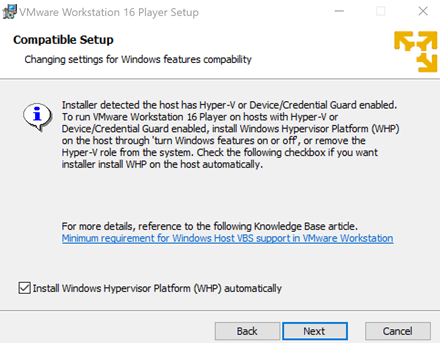 VMware Workstation 16 Player Setup
Compatible Setup
Changing settings for Windows features compability
Installer detected the host has Hyper-V or Device/Credential Guard enabled.
To run VMware Workstation 16 Player on hosts with Hyper-V or
Device/Credential Guard enabled, install Windows Hypervisor Platform (WHP)
on the host through 'turn Windows features on or off', or remove the
Hyper-V role from the system. Check the following checkbox if you want
installer install WHP on the host automatically.
For more details, reference to the following Knowledge Base article.
Minimum requirement for Windows Host VBS support in VMware Workstation
Install Windows Hypervisor Platform (WHP) automatically
Back Next Cancel